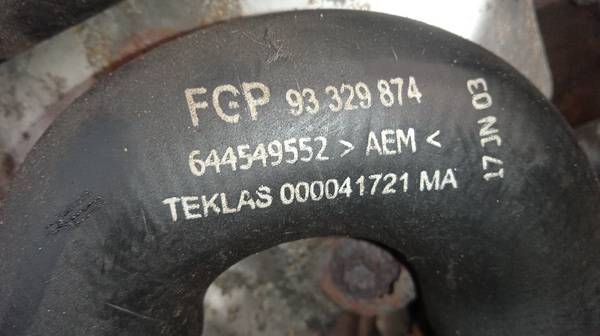 FGP 93 329 874
644549552 > AEM <
TEKLAS 000041721 MA
17 JN 03